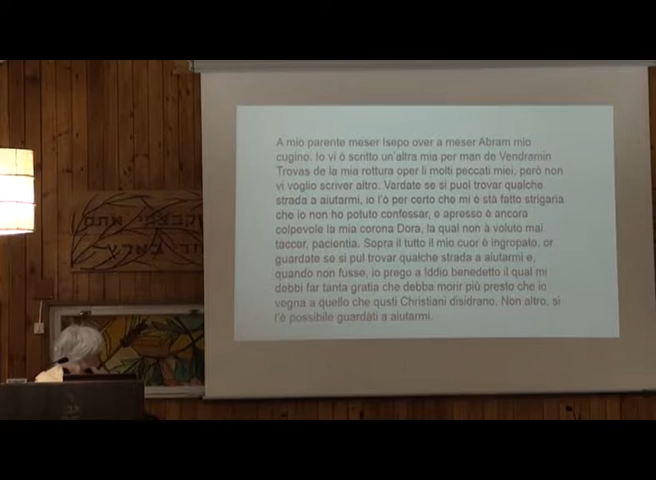 A mio parente meser Isepo over a meser Abram mio
cugino. Io vi ò scritto un'altra mia per man de Vendramin
Trovas de la mia rottura oper li molti peccati miei, però non
vi voglio scriver altro. Vardate se si puol trovar qualche
strada a aiutarmi, io l'ò per certo che mi è stà fatto strigaria
che io non ho potuto confessar, e apresso è ancora
colpevole la mia corona Dora, la qual non à voluto mai
taccer, pacientia. Sopra il tutto il mio cuor è ingropato, or
guardate se si pul trovar qualche strada a aiutarmi e,
quando non fusse, io prego a Iddio benedetto il qual mi
debbi far tanta gratia che debba morir più presto che io
vegna a quello che qusti Christiani disidrano. Non altro, si
l'è possibile guardati a aiutarmi.
אתם
בארץ